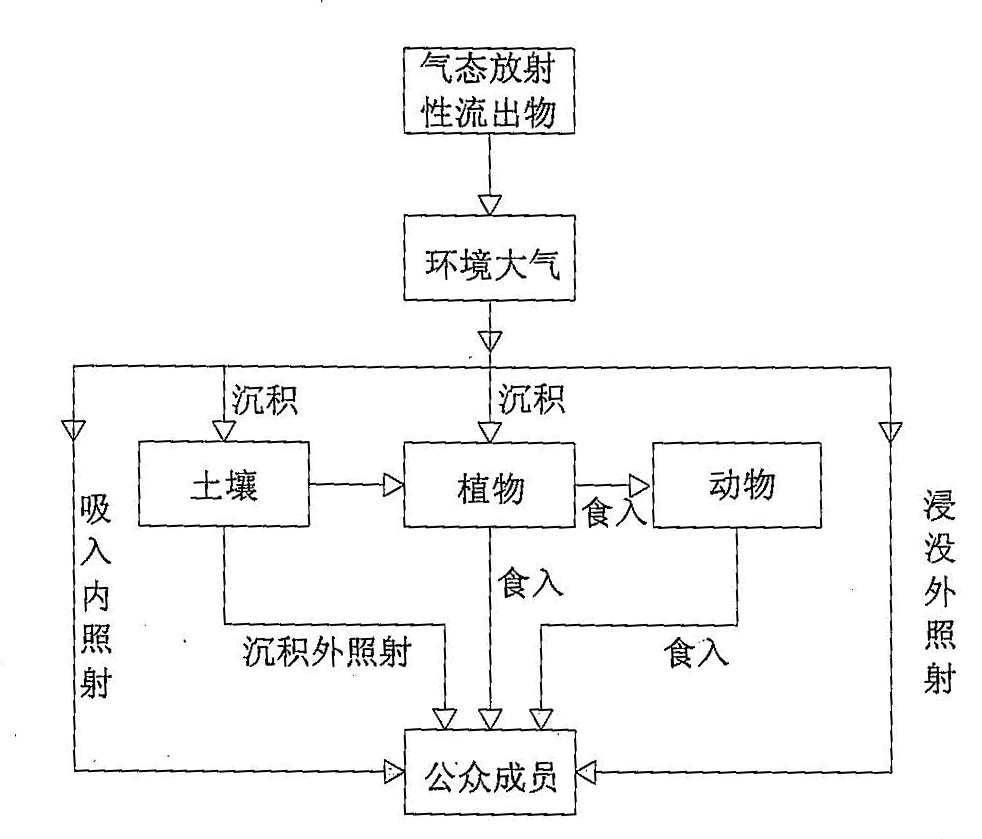 气态放射
性流出物
环境大气
沉积
沉积
土壤
植物
动物
食入
吸入内照射
浸没外照射
食入
沉积外照射
食入
公众成员